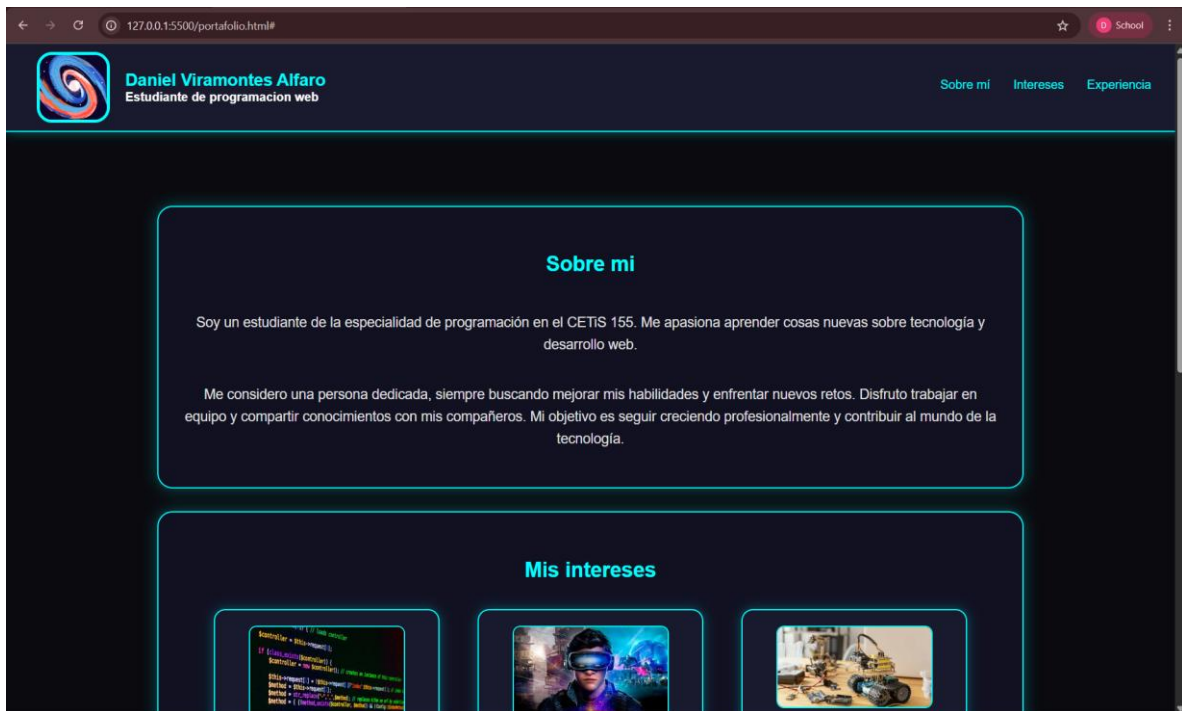 127.0.0.1:5500/portafolio.html#
D School
Daniel Viramontes Alfaro
Estudiante de programacion web
Sobre mí Intereses Experiencia
Sobre mi
Soy un estudiante de la especialidad de programación en el CETiS 155. Me apasiona aprender cosas nuevas sobre tecnología y
desarrollo web.
Me considero una persona dedicada, siempre buscando mejorar mis habilidades y enfrentar nuevos retos. Disfruto trabajar en
equipo y compartir conocimientos con mis compañeros. Mi objetivo es seguir creciendo profesionalmente y contribuir al mundo de la
tecnología.
Mis intereses